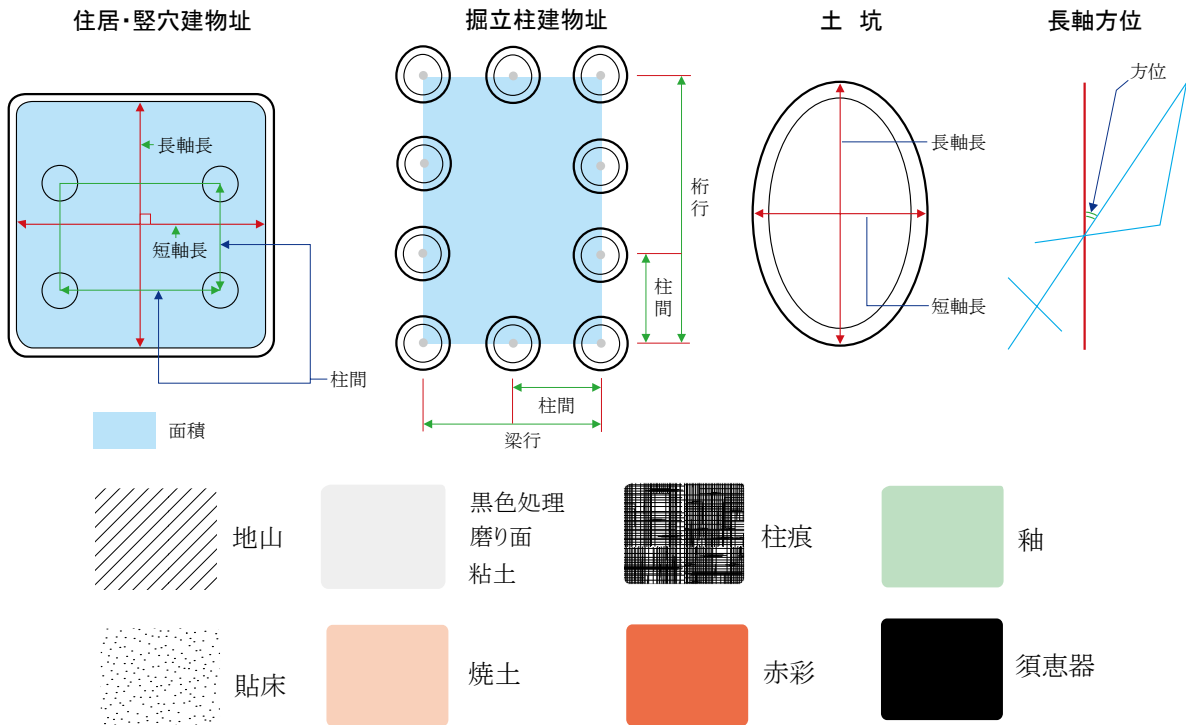 住居・竪穴建物址
掘立柱建物址
土 坑
長軸方位
長軸長
短軸長
柱間
面積
桁行
柱間
柱間
梁行
長軸長
短軸長
方位
地山
黒色処理
磨り面
粘土
柱痕
釉
貼床
焼土
赤彩
須恵器